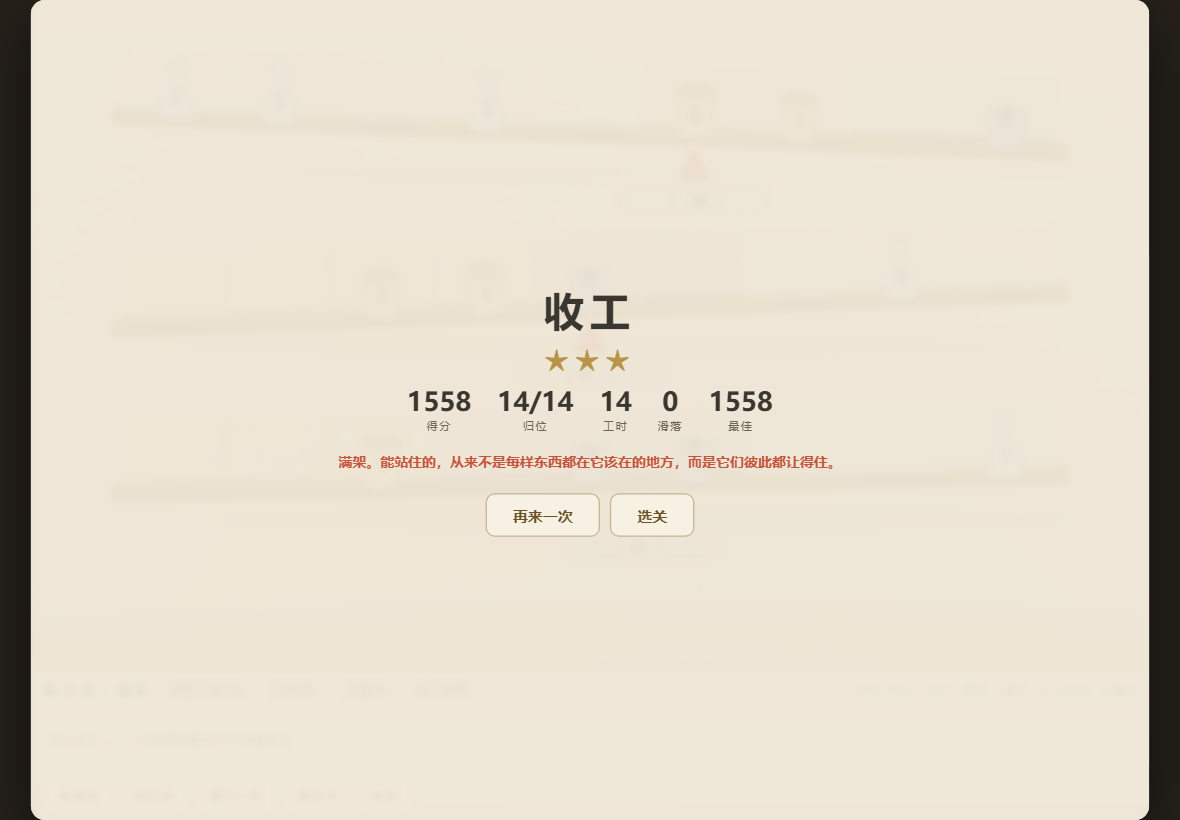 收工
★★★
1558 14/14 14 0 1558
得分 归位 工时 滑落 最佳
满架。能站住的，从来不是每样东西都在它该在的地方，而是它们彼此都让得住。
再来一次 选关